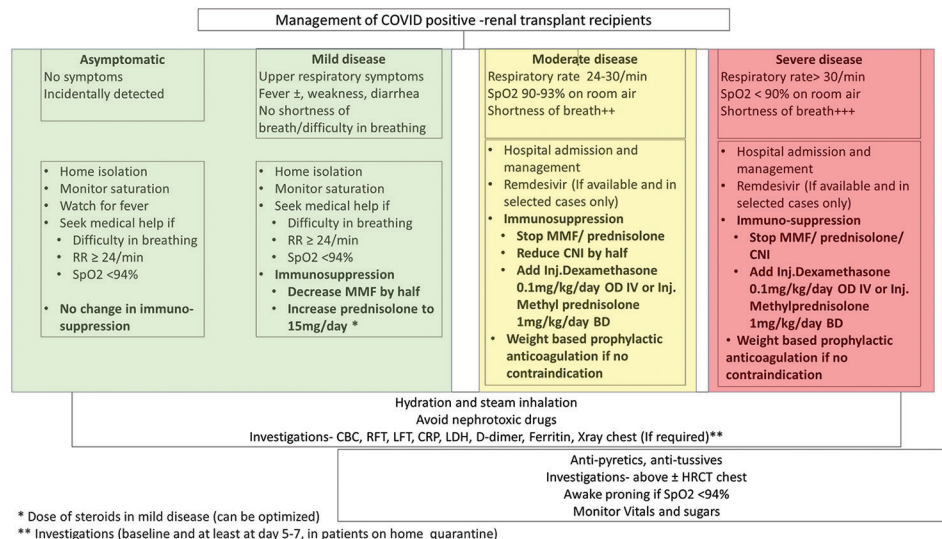 Management of COVID positive -renal transplant recipients
Asymptomatic
No symptoms
Incidentally detected
• Home isolation
• Monitor saturation
• Watch for fever
• Seek medical help if
• Difficulty in breathing
• RR ≥ 24/min
• SpO2 <94%
• No change in immuno-
suppression
Mild disease
Upper respiratory symptoms
Fever ±, weakness, diarrhea
No shortness of
breath/difficulty in breathing
• Home isolation
• Monitor saturation
• Seek medical help if
• Difficulty in breathing
• RR ≥ 24/min
• SpO2 <94%
• Immunosuppression
• Decrease MMF by half
• Increase prednisolone to
15mg/day *
Moderate disease
Respiratory rate 24-30/min
SpO2 90-93% on room air
Shortness of breath++
• Hospital admission and
management
• Remdesivir (If available and in
selected cases only)
• Immunosuppression
• Stop MMF/ prednisolone
• Reduce CNI by half
• Add Inj.Dexamethasone
0.1mg/kg/day OD IV or Inj.
Methyl prednisolone
1mg/kg/day BD
• Weight based prophylactic
anticoagulation if no
contraindication
Severe disease
Respiratory rate> 30/min
SpO2 < 90% on room air
Shortness of breath+++
• Hospital admission and
management
• Remdesivir (If available and in
selected cases only)
• Immuno-suppression
• Stop MMF/ prednisolone/
CNI
• Add Inj.Dexamethasone
0.1mg/kg/day OD IV or Inj.
Methylprednisolone
1mg/kg/day BD
• Weight based prophylactic
anticoagulation if no
contraindication
Hydration and steam inhalation
Avoid nephrotoxic drugs
Investigations- CBC, RFT, LFT, CRP, LDH, D-dimer, Ferritin, Xray chest (If required)**
Anti-pyretics, anti-tussives
Investigations- above ± HRCT chest
Awake proning if SpO2 <94%
Monitor Vitals and sugars
* Dose of steroids in mild disease (can be optimized)
** Investigations (baseline and at least at day 5-7, in patients on home quarantine)